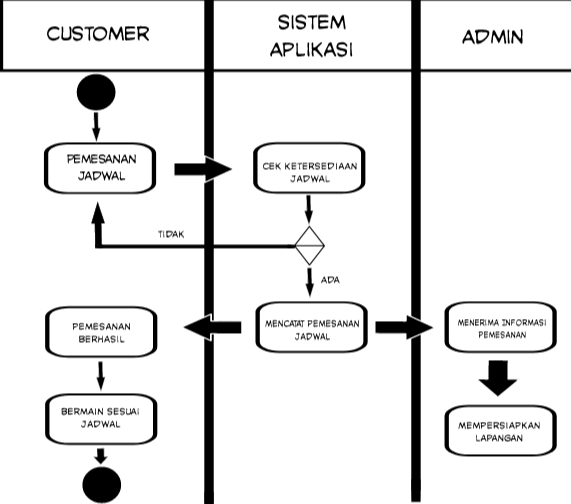 CUSTOMER
SISTEM
APLIKASI
ADMIN
PEMESANAN
JADWAL
CEK KETERSEDIAAN
JADWAL
TIDAK
ADA
PEMESANAN
BERHASIL
MENCATAT PEMESANAN
JADWAL
MENERIMA INFORMASI
PEMESANAN
BERMAIN SESUAI
JADWAL
MEMPERSIAPKAN
LAPANGAN